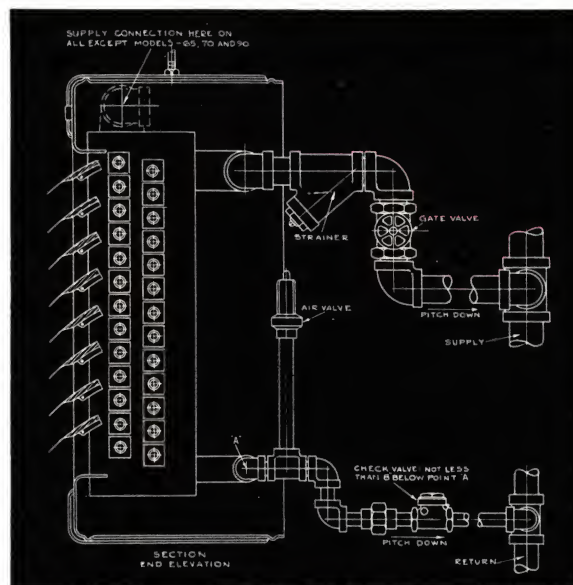 SUPPLY CONNECTION HERE ON
ALL EXCEPT MODELS - 65, 70 AND 90
GATE VALVE
STRAINER
AIR VALVE
PITCH DOWN
SUPPLY
"A"
CHECK VALVE: NOT LESS
THAN 8" BELOW POINT "A"
PITCH DOWN
RETURN
SECTION
END ELEVATION